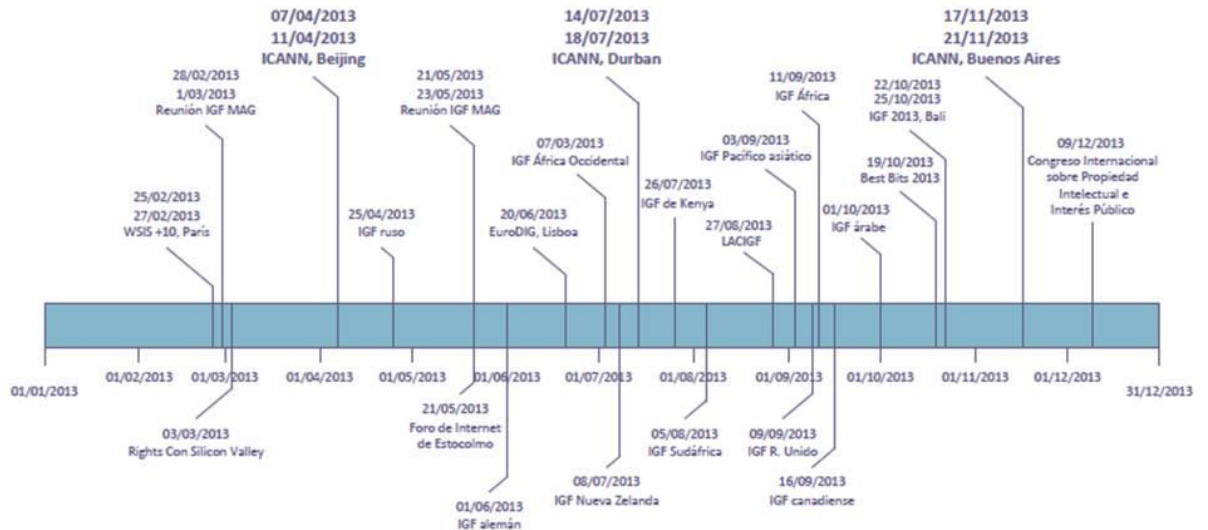 07/04/2013
11/04/2013
ICANN, Beijing
14/07/2013
18/07/2013
ICANN, Durban
17/11/2013
21/11/2013
ICANN, Buenos Aires
28/02/2013
1/03/2013
Reunión IGF MAG
21/05/2013
23/05/2013
Reunión IGF MAG
11/09/2013
IGF África
22/10/2013
25/10/2013
IGF 2013, Bali
07/03/2013
IGF África Occidental
03/09/2013
IGF Pacífico asiático
09/12/2013
Congreso Internacional
sobre Propiedad
Intelectual e
Interés Público
19/10/2013
Best Bits 2013
26/07/2013
IGF de Kenya
25/02/2013
27/02/2013
WSIS +10, París
25/04/2013
IGF ruso
20/06/2013
EuroDIG, Lisboa
27/08/2013
LACIGF
01/10/2013
IGF árabe
01/01/2013
01/02/2013
01/03/2013
01/04/2013
01/05/2013
01/06/2013
01/07/2013
01/08/2013
01/09/2013
01/10/2013
01/11/2013
01/12/2013
31/12/2013
03/03/2013
Rights Con Silicon Valley
21/05/2013
Foro de Internet
de Estocolmo
05/08/2013
IGF Sudáfrica
09/09/2013
IGF R. Unido
01/06/2013
IGF alemán
08/07/2013
IGF Nueva Zelanda
16/09/2013
IGF canadiense